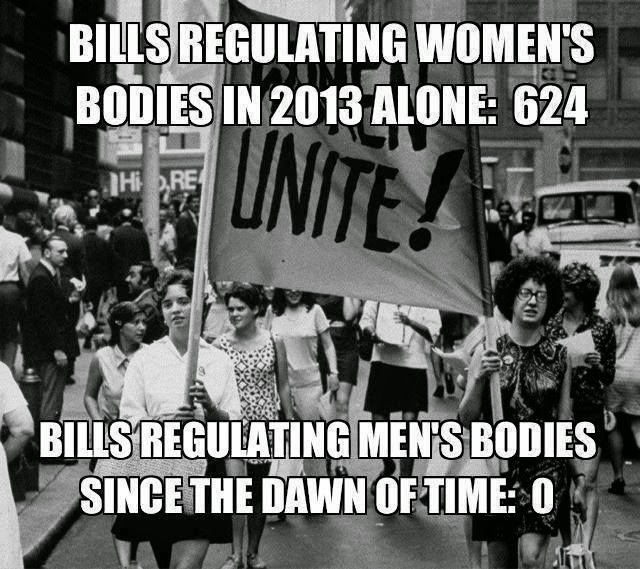 BILLS REGULATING WOMEN'S
BODIES IN 2013 ALONE: 624
UNITE!
BILLS REGULATING MEN'S BODIES
SINCE THE DAWN OF TIME: 0